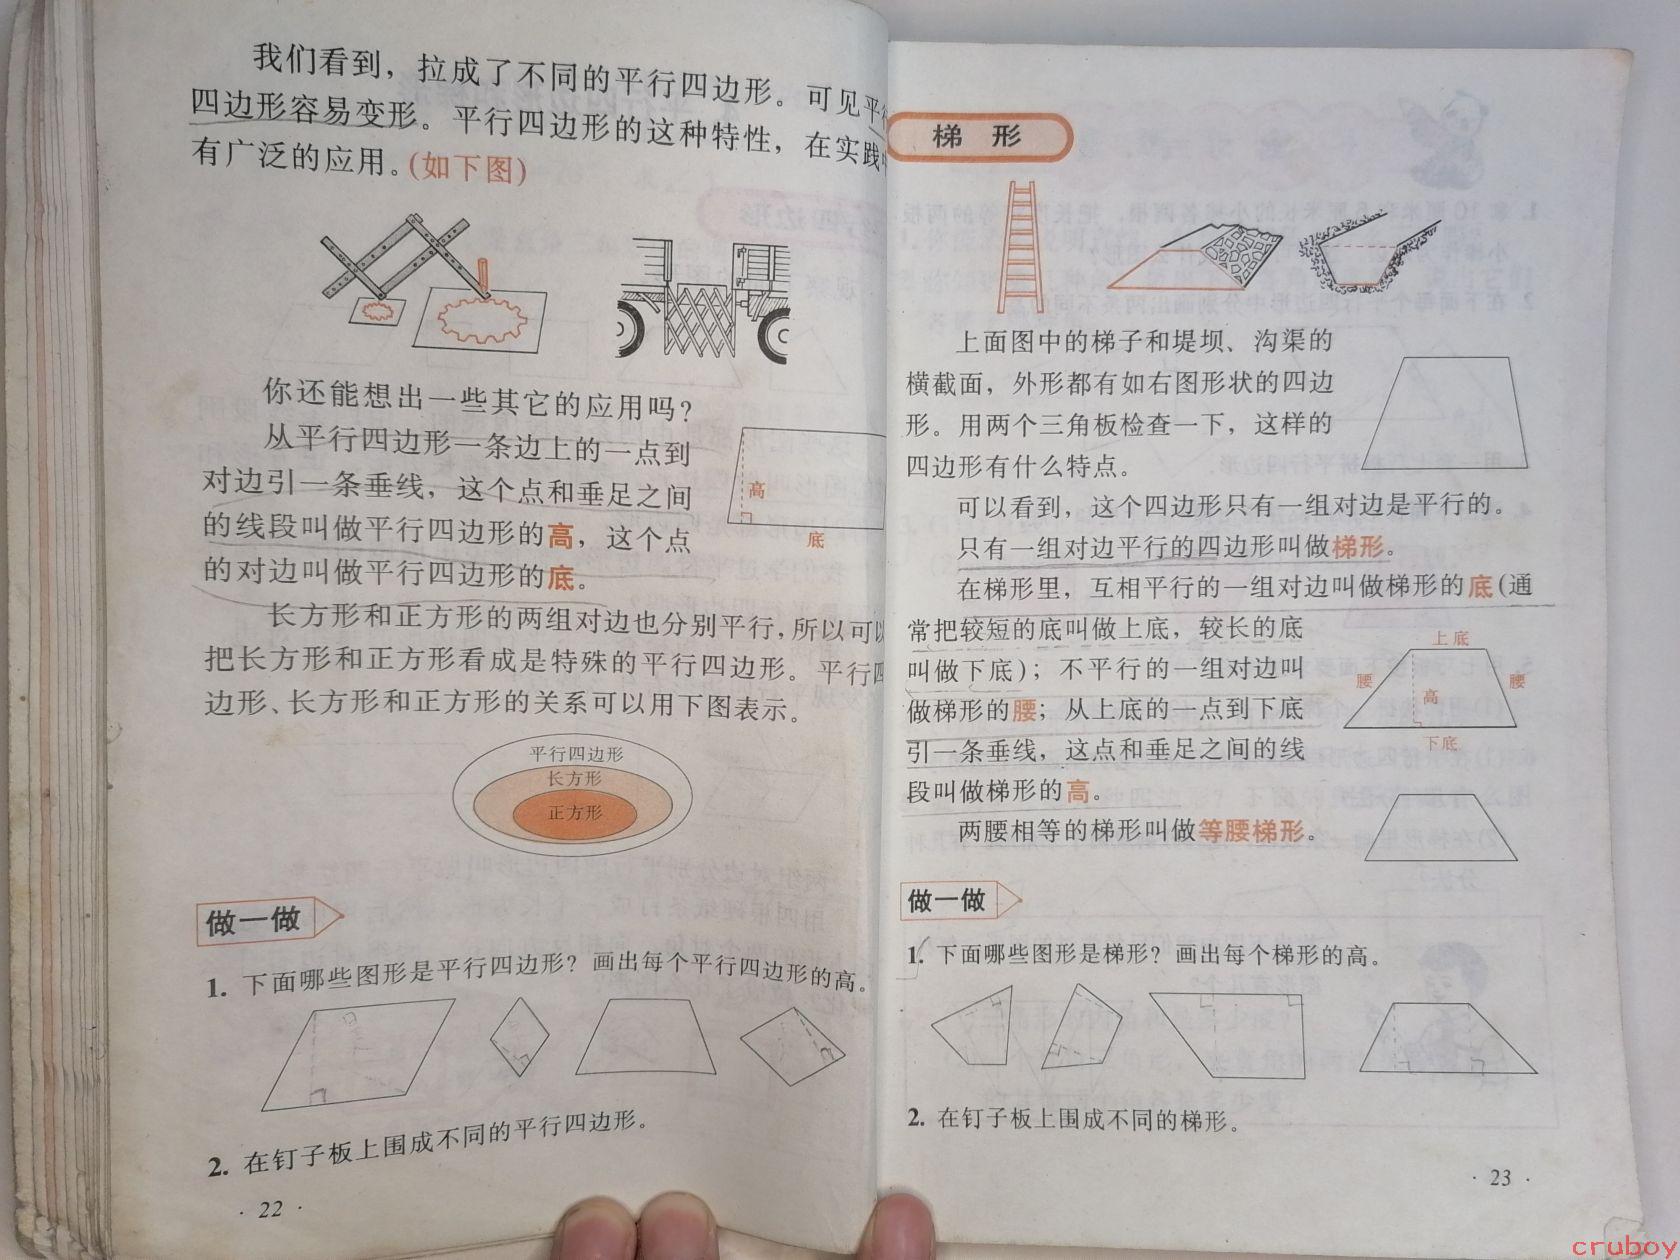 我们看到，拉成了不同的平行四边形。可见平行
四边形容易变形。平行四边形的这种特性，在实践中
有广泛的应用。(如下图)
你还能想出一些其它的应用吗？
从平行四边形一条边上的一点到
对边引一条垂线，这个点和垂足之间
的线段叫做平行四边形的高，这个点
的对边叫做平行四边形的底。
高
底
长方形和正方形的两组对边也分别平行，所以可以
把长方形和正方形看成是特殊的平行四边形。平行四
边形、长方形和正方形的关系可以用下图表示。
平行四边形
长方形
正方形
做一做
1. 下面哪些图形是平行四边形？画出每个平行四边形的高。
2. 在钉子板上围成不同的平行四边形。
· 22 ·
梯 形
上面图中的梯子和堤坝、沟渠的
横截面，外形都有如右图形状的四边
形。用两个三角板检查一下，这样的
四边形有什么特点。
可以看到，这个四边形只有一组对边是平行的。
只有一组对边平行的四边形叫做梯形。
在梯形里，互相平行的一组对边叫做梯形的底(通
常把较短的底叫做上底，较长的底
叫做下底)；不平行的一组对边叫
做梯形的腰；从上底的一点到下底
引一条垂线，这点和垂足之间的线
段叫做梯形的高。
上底
腰
高
腰
下底
两腰相等的梯形叫做等腰梯形。
做一做
1. 下面哪些图形是梯形？画出每个梯形的高。
2. 在钉子板上围成不同的梯形。
· 23 ·
cruboy